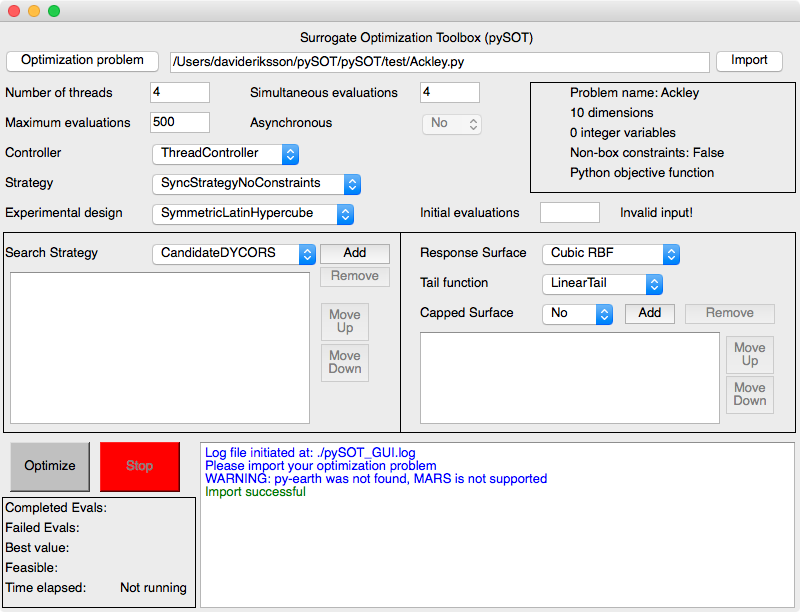 Surrogate Optimization Toolbox (pySOT)
Optimization problem
/Users/davideriksson/pySOT/pySOT/test/Ackley.py
Import
Number of threads
4
Simultaneous evaluations
4
Maximum evaluations
500
Asynchronous
No
Controller
ThreadController
Strategy
SyncStrategyNoConstraints
Experimental design
SymmetricLatinHypercube
Initial evaluations
Invalid input!
Problem name: Ackley
10 dimensions
0 integer variables
Non-box constraints: False
Python objective function
Search Strategy
CandidateDYCORS
Add
Remove
Move
Up
Move
Down
Response Surface
Cubic RBF
Tail function
LinearTail
Capped Surface
No
Add
Remove
Move
Up
Move
Down
Optimize
Stop
Completed Evals:
Failed Evals:
Best value:
Feasible:
Time elapsed:
Not running
Log file initiated at: ./pySOT_GUI.log
Please import your optimization problem
WARNING: py-earth was not found, MARS is not supported
Import successful